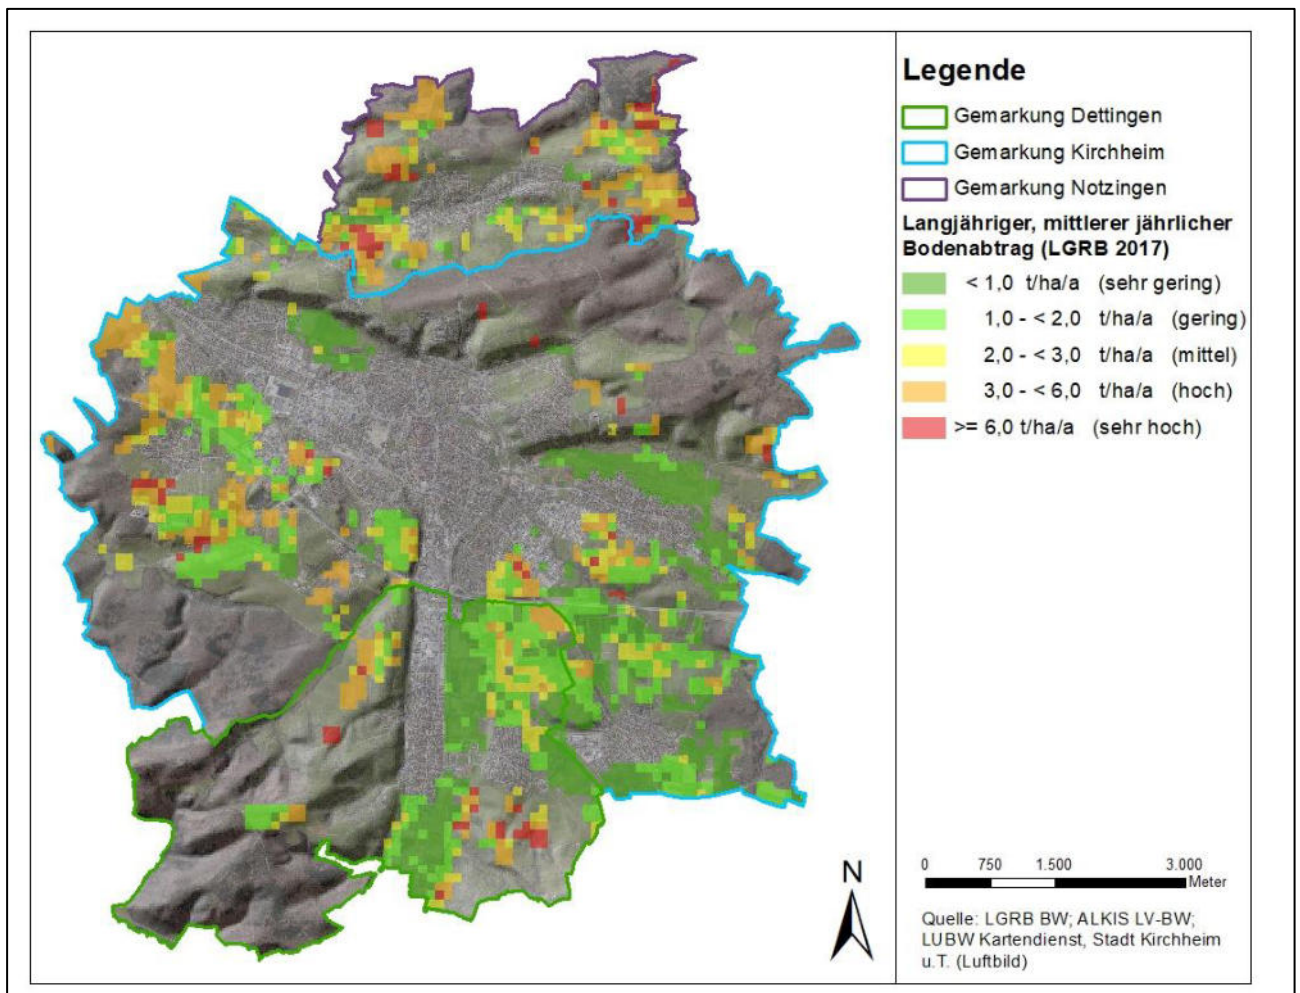 Legende
Gemarkung Dettingen
Gemarkung Kirchheim
Gemarkung Notzingen
Langjähriger, mittlerer jährlicher
Bodenabtrag (LGRB 2017)
< 1,0 t/ha/a (sehr gering)
1,0 - < 2,0 t/ha/a (gering)
2,0 - < 3,0 t/ha/a (mittel)
3,0 - < 6,0 t/ha/a (hoch)
>= 6,0 t/ha/a (sehr hoch)
N
0 750 1.500 3.000
Meter
Quelle: LGRB BW; ALKIS LV-BW;
LUBW Kartendienst, Stadt Kirchheim
u.T. (Luftbild)